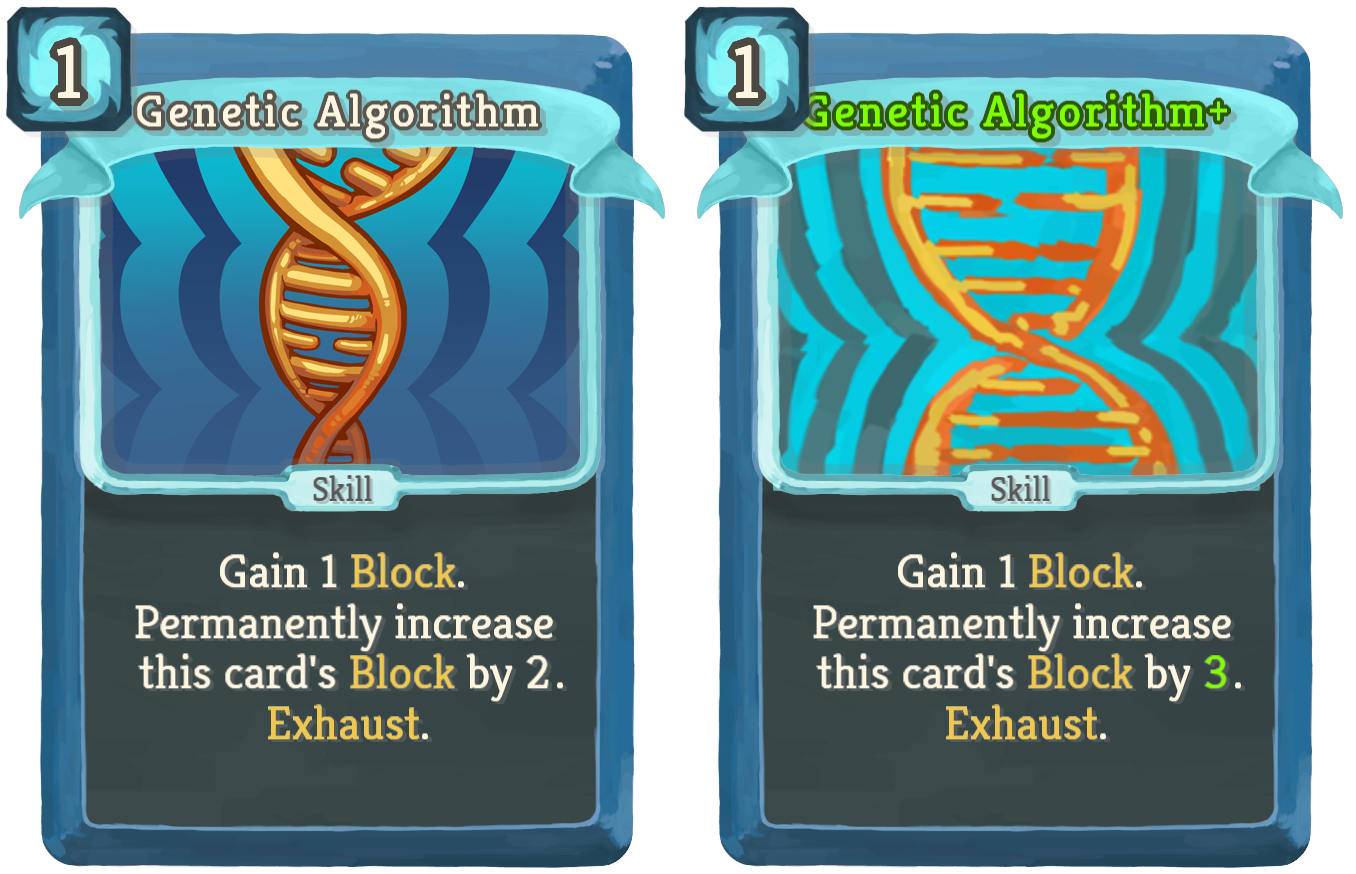 1
Genetic Algorithm
Skill
Gain 1 Block.
Permanently increase
this card's Block by 2.
Exhaust.
1
Genetic Algorithm+
Skill
Gain 1 Block.
Permanently increase
this card's Block by 3.
Exhaust.